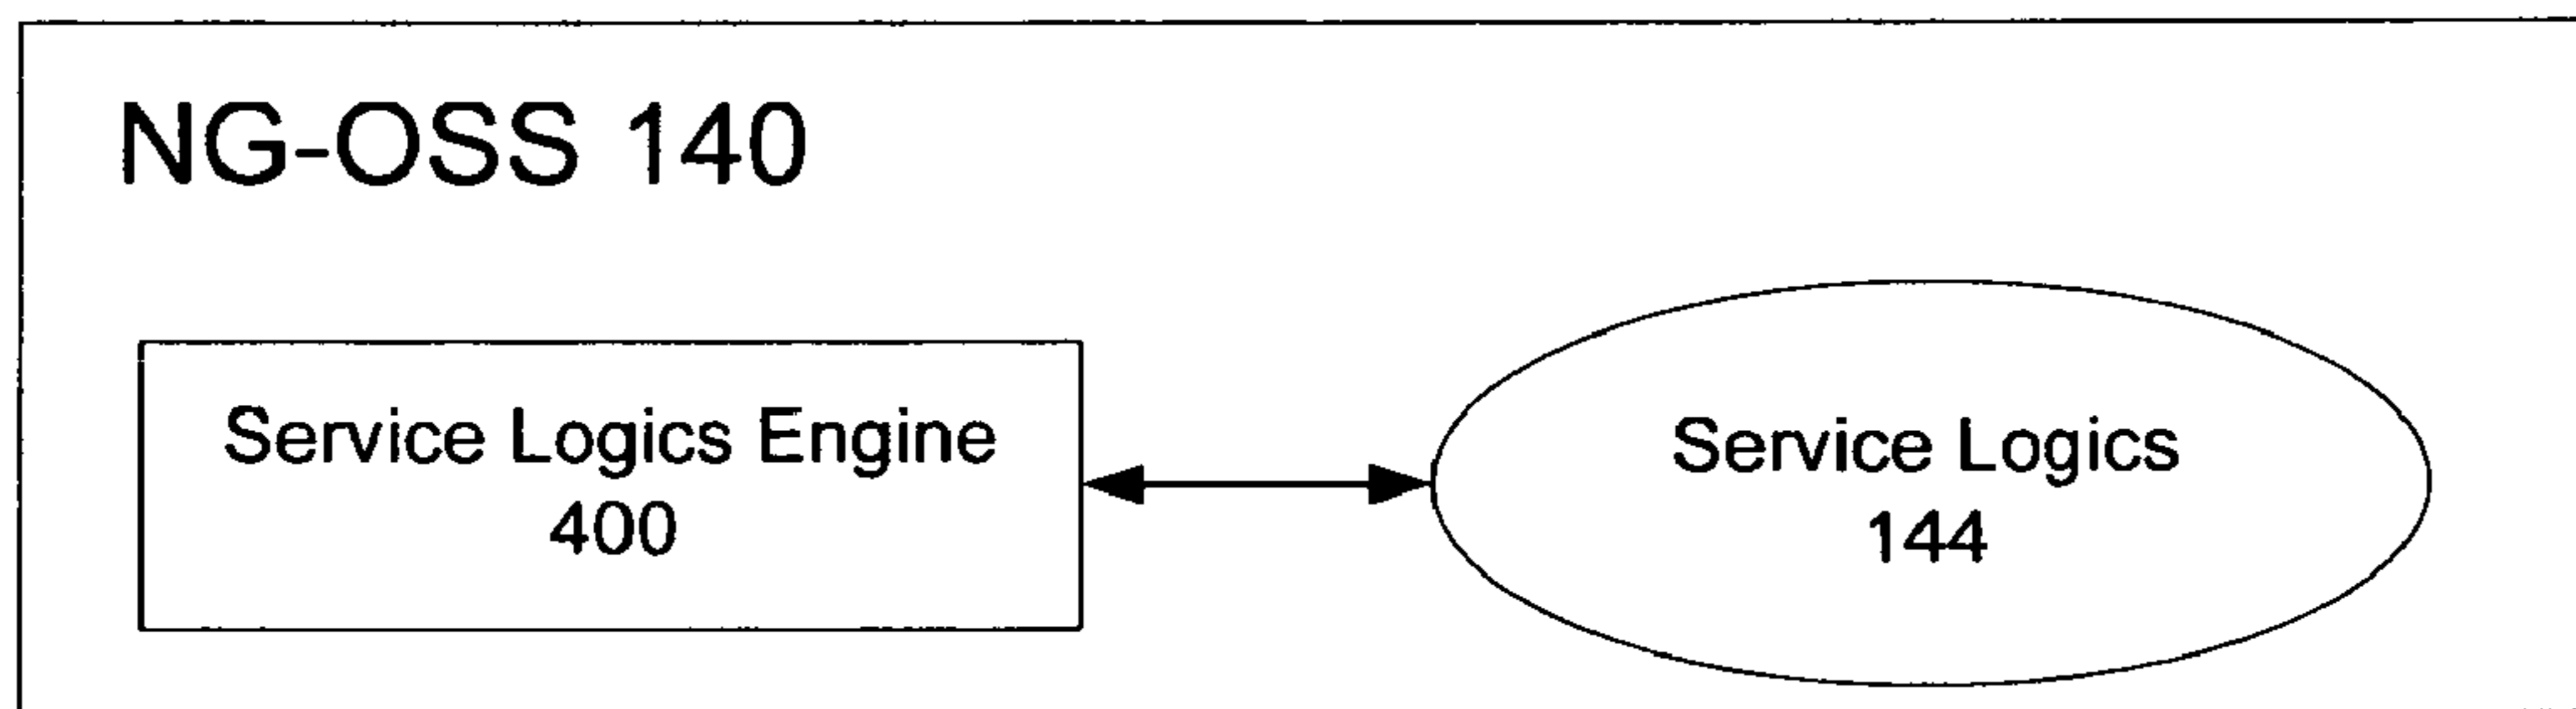 NG-OSS 140
Service Logics Engine
400
Service Logics
144